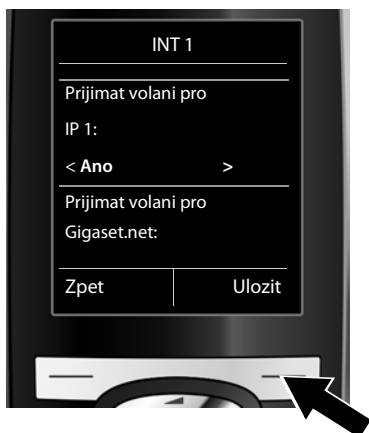 INT 1
Prijimat volani pro
IP 1:
< Ano >
Prijimat volani pro
Gigaset.net:
Zpet Ulozit